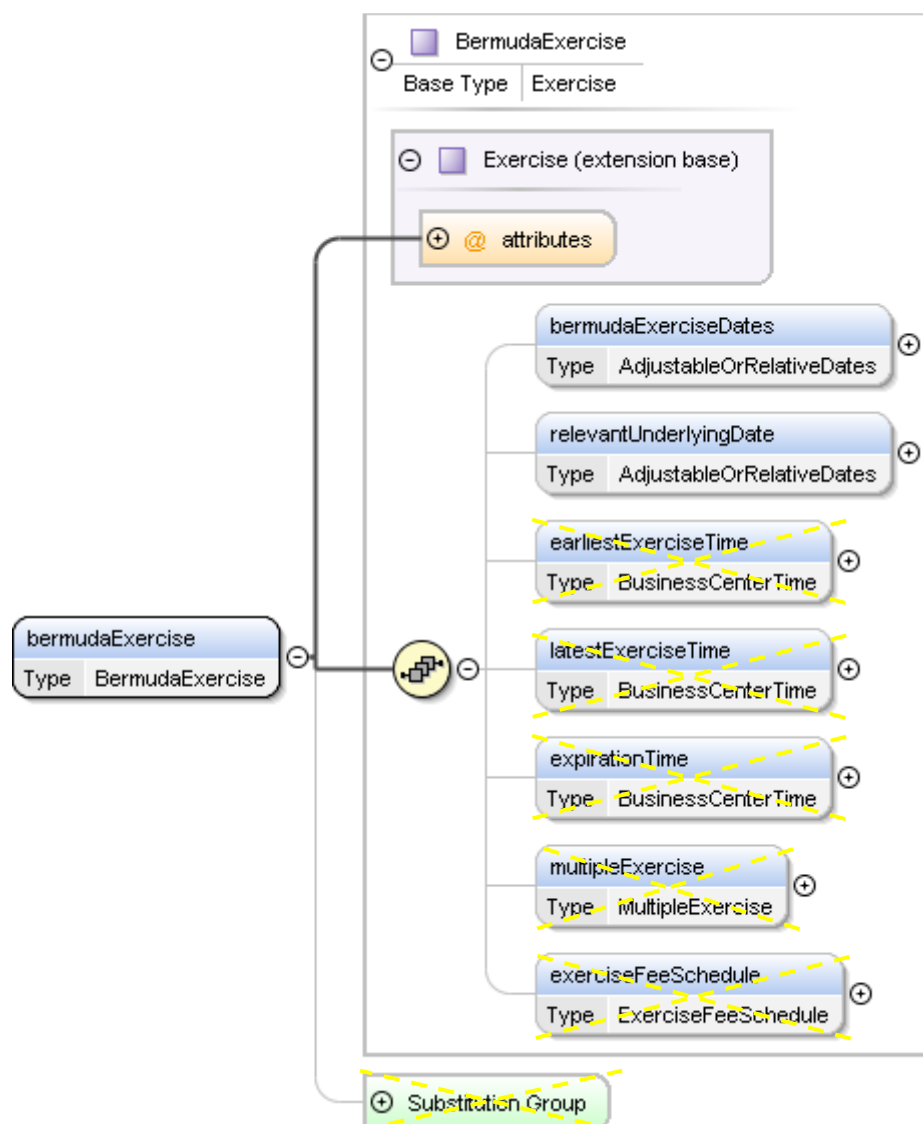 BermudaExercise
Base Type Exercise
Exercise (extension base)
@ attributes
bermudaExerciseDates
Type AdjustableOrRelativeDates
relevantUnderlyingDate
Type AdjustableOrRelativeDates
earliestExerciseTime
Type BusinessCenterTime
bermudaExercise
Type BermudaExercise
latestExerciseTime
Type BusinessCenterTime
expirationTime
Type BusinessCenterTime
multipleExercise
Type MultipleExercise
exerciseFeeSchedule
Type ExerciseFeeSchedule
Substitution Group